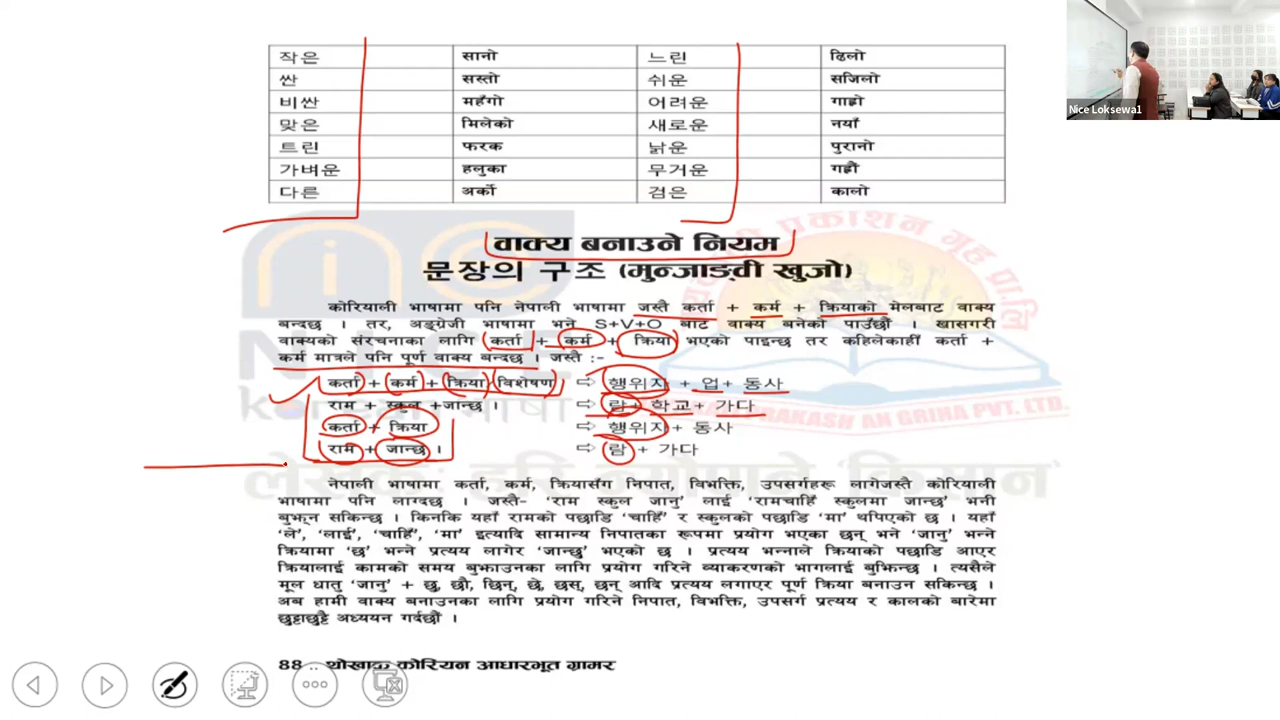 작은 सानो 느린 ढिलो
싼 सस्तो 쉬운 सजिलो
비싼 महँगो 어려운 गाह्रो
맞은 मिलेको 새로운 नयाँ
트린 फरक 낡운 पुरानो
가벼운 हलुका 무거운 गह्रौं
다른 अर्को 검은 कालो
वाक्य बनाउने नियम
문장의 구조 (मुन्जाङ्वी खुजो)
कोरियाली भाषामा पनि नेपाली भाषामा जस्तै कर्ता + कर्म + क्रियाको मेलबाट वाक्य
बन्दछ । तर, अङ्ग्रेजी भाषामा भने S+V+O बाट वाक्य बनेको पाउँछौं । खासगरी
वाक्यको संरचनाका लागि कर्ता + कर्म + क्रिया भएको पाइन्छ तर कहिलेकाहीं कर्ता +
कर्म मात्रले पनि पूर्ण वाक्य बन्दछ । जस्तै :-
कर्ता + कर्म + क्रिया विशेषण ⇨ 행위자 + 업 + 동사
राम + स्कुल +जान्छ । ⇨ 람 + 학교 + 가다
कर्ता + क्रिया ⇨ 행위자 + 동사
राम + जान्छ । ⇨ 람 + 가다
नेपाली भाषामा कर्ता, कर्म, क्रियासँग निपात, विभक्ति, उपसर्गहरू लागेजस्तै कोरियाली
भाषामा पनि लाग्दछ । जस्तै- 'राम स्कुल जानु' लाई 'रामचाहिँ स्कुलमा जान्छ' भनी
बुझ्न सकिन्छ । किनकि यहाँ रामको पछाडि 'चाहिँ' र स्कुलको पछाडि 'मा' थपिएको छ । यहाँ
'ले', 'लाई', 'चाहिँ', 'मा' इत्यादि सामान्य निपातका रूपमा प्रयोग भएका छन् भने 'जानु' भन्ने
क्रियामा 'छ' भन्ने प्रत्यय लागेर 'जान्छु' भएको छ । प्रत्यय भन्नाले क्रियाको पछाडि आएर
क्रियालाई कामको समय बुझाउनका लागि प्रयोग गरिने व्याकरणको भागलाई बुझिन्छ । त्यसैले
मूल धातु 'जानु' + छु, छौ, छिन्, छे, छस्, छन् आदि प्रत्यय लगाएर पूर्ण क्रिया बनाउन सकिन्छ ।
अब हामी वाक्य बनाउनका लागि प्रयोग गरिने निपात, विभक्ति, उपसर्ग प्रत्यय र कालको बारेमा
छुट्टाछुट्टै अध्ययन गर्दछौं ।
88 .. थोखाक कोरियन आधारभूत ग्रामर
Nice Loksewa1